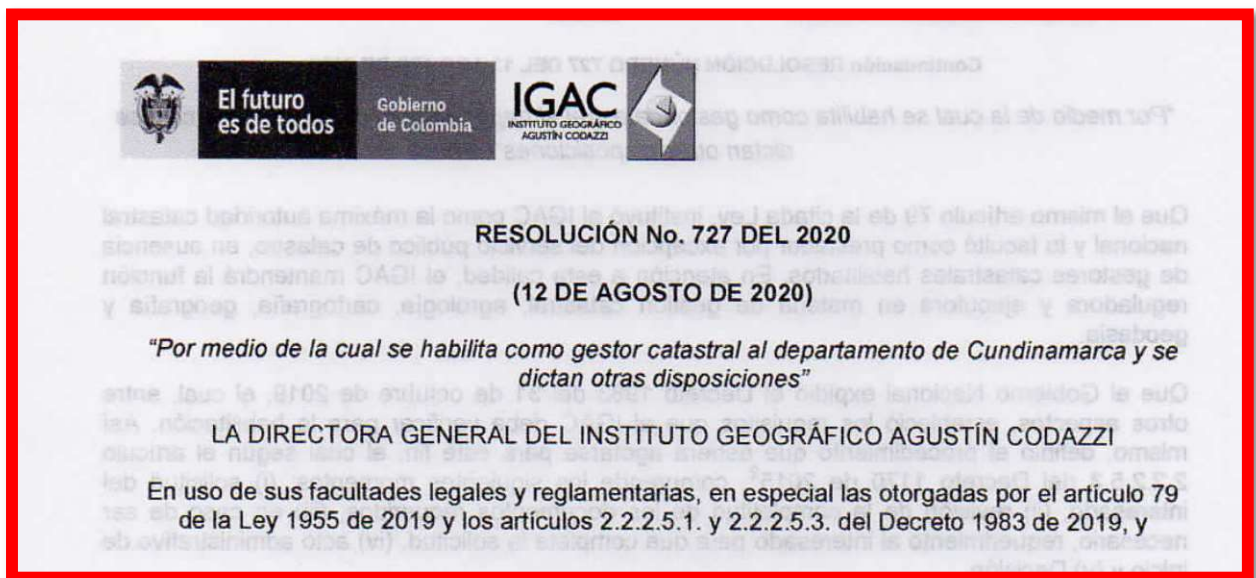 El futuro
es de todos
Gobierno
de Colombia
IGAC
INSTITUTO GEOGRÁFICO
AGUSTÍN CODAZZI
RESOLUCIÓN No. 727 DEL 2020
(12 DE AGOSTO DE 2020)
“Por medio de la cual se habilita como gestor catastral al departamento de Cundinamarca y se
dictan otras disposiciones”
LA DIRECTORA GENERAL DEL INSTITUTO GEOGRÁFICO AGUSTÍN CODAZZI
En uso de sus facultades legales y reglamentarias, en especial las otorgadas por el artículo 79
de la Ley 1955 de 2019 y los artículos 2.2.2.5.1. y 2.2.2.5.3. del Decreto 1983 de 2019, y